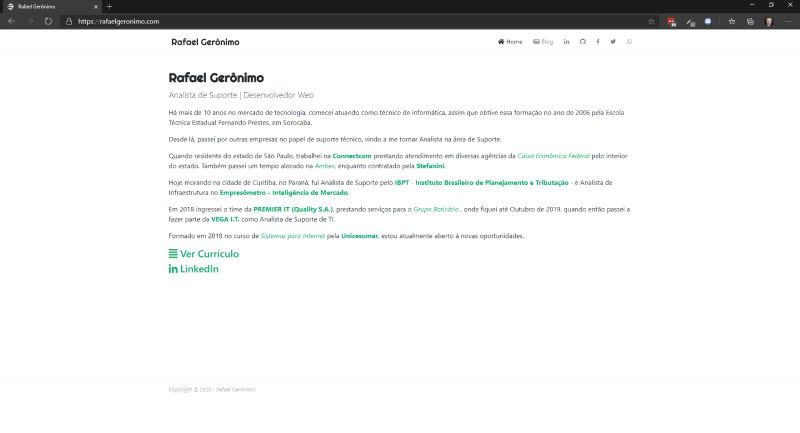 Rafael Gerônimo
https://rafaelgeronimo.com
Rafael Gerônimo
Home Blog
Rafael Gerônimo
Analista de Suporte | Desenvolvedor Web
Há mais de 10 anos no mercado de tecnologia, comecei atuando como técnico de informática, assim que obtive essa formação no ano de 2006 pela Escola
Técnica Estadual Fernando Prestes, em Sorocaba.
Desde lá, passei por outras empresas no papel de suporte técnico, vindo a me tornar Analista na área de Suporte.
Quando residente do estado de São Paulo, trabalhei na Connectcom prestando atendimento em diversas agências da Caixa Econômica Federal pelo interior
do estado. Também passei um tempo alocado na Ambev, enquanto contratado pela Stefanini.
Hoje morando na cidade de Curitiba, no Paraná, fui Analista de Suporte pelo IBPT - Instituto Brasileiro de Planejamento e Tributação - e Analista de
Infraestrutura no Empresômetro - Inteligência de Mercado.
Em 2018 ingressei o time da PREMIER IT (Quality S.A.), prestando serviços para o Grupo Boticário , onde fiquei até Outubro de 2019, quando então passei a
fazer parte da VEGA I.T. como Analista de Suporte de TI.
Formado em 2018 no curso de Sistemas para Internet pela Unicesumar, estou atualmente aberto à novas oportunidades.
Ver Currículo
LinkedIn
Copyright © 2020 - Rafael Gerônimo